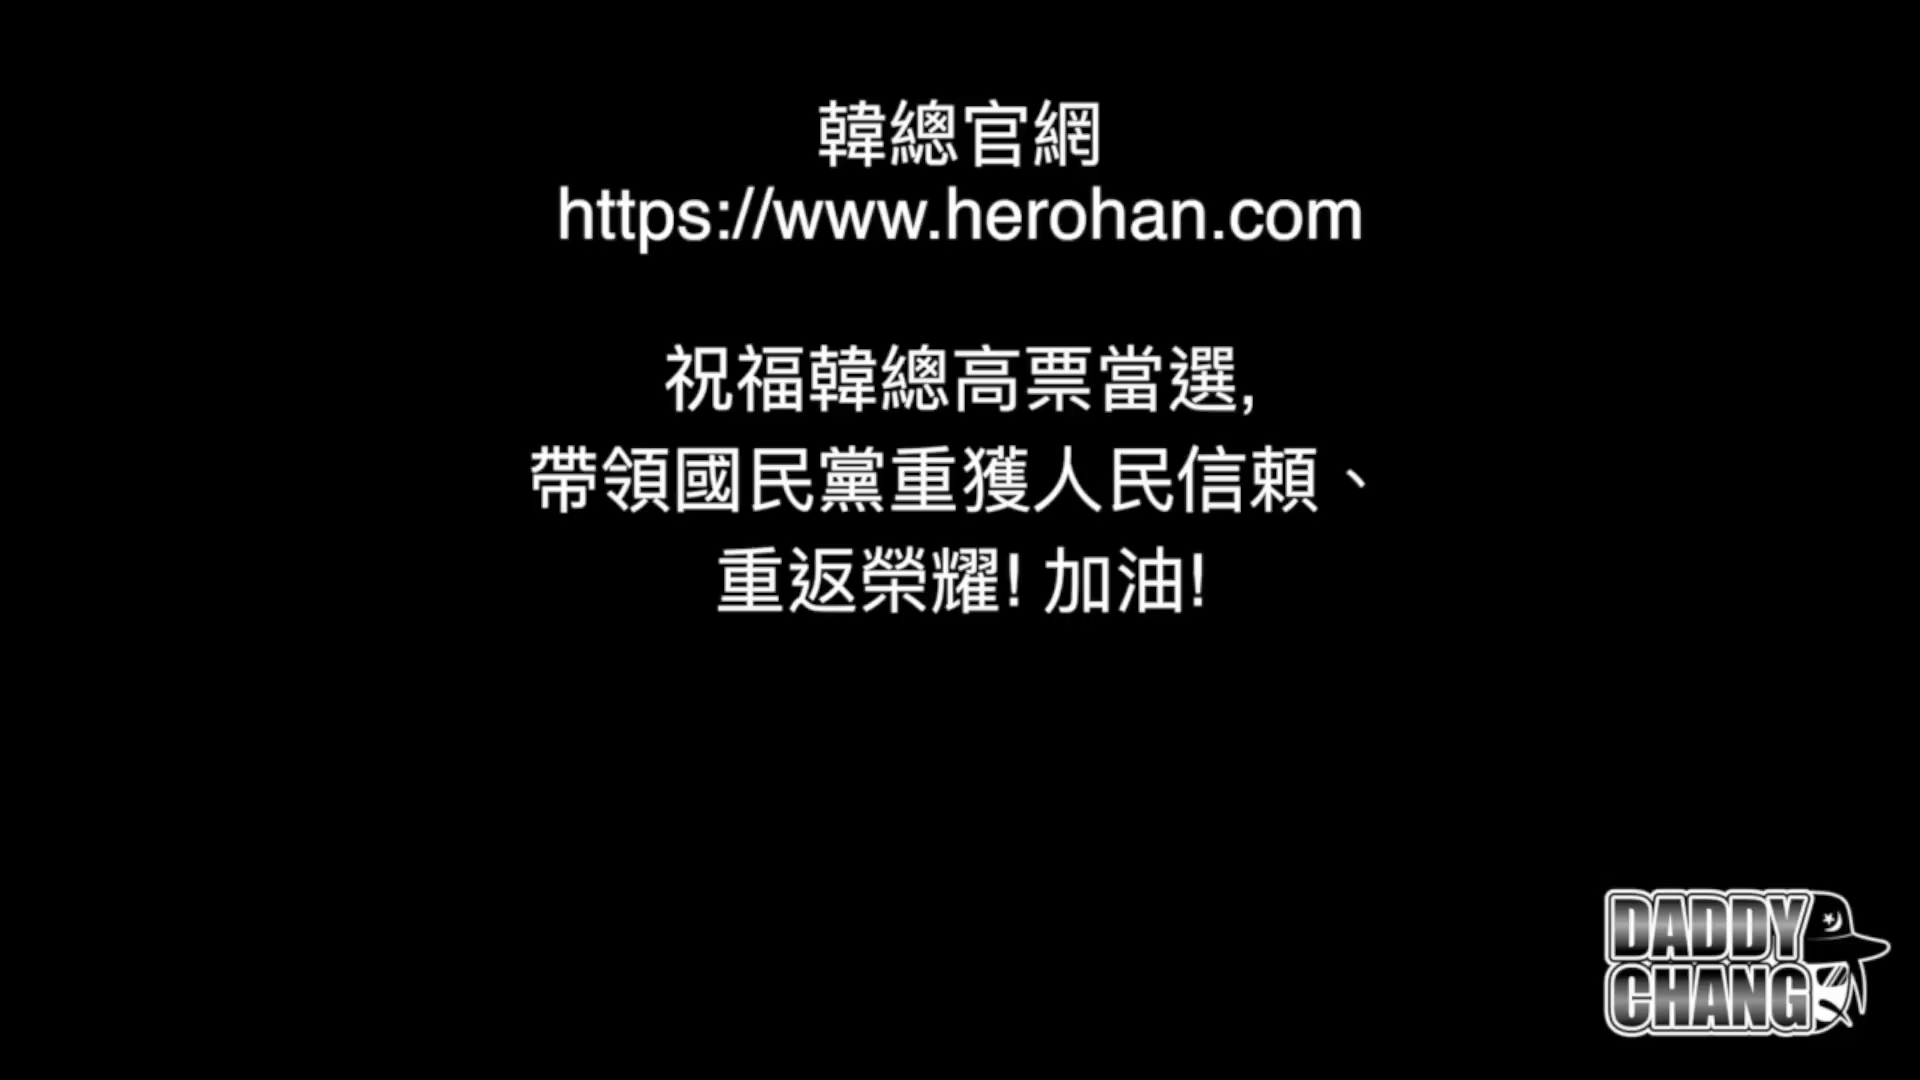 韓總官網
https://www.herohan.com
祝福韓總高票當選,
帶領國民黨重獲人民信賴、
重返榮耀! 加油!
DADDY
CHANG